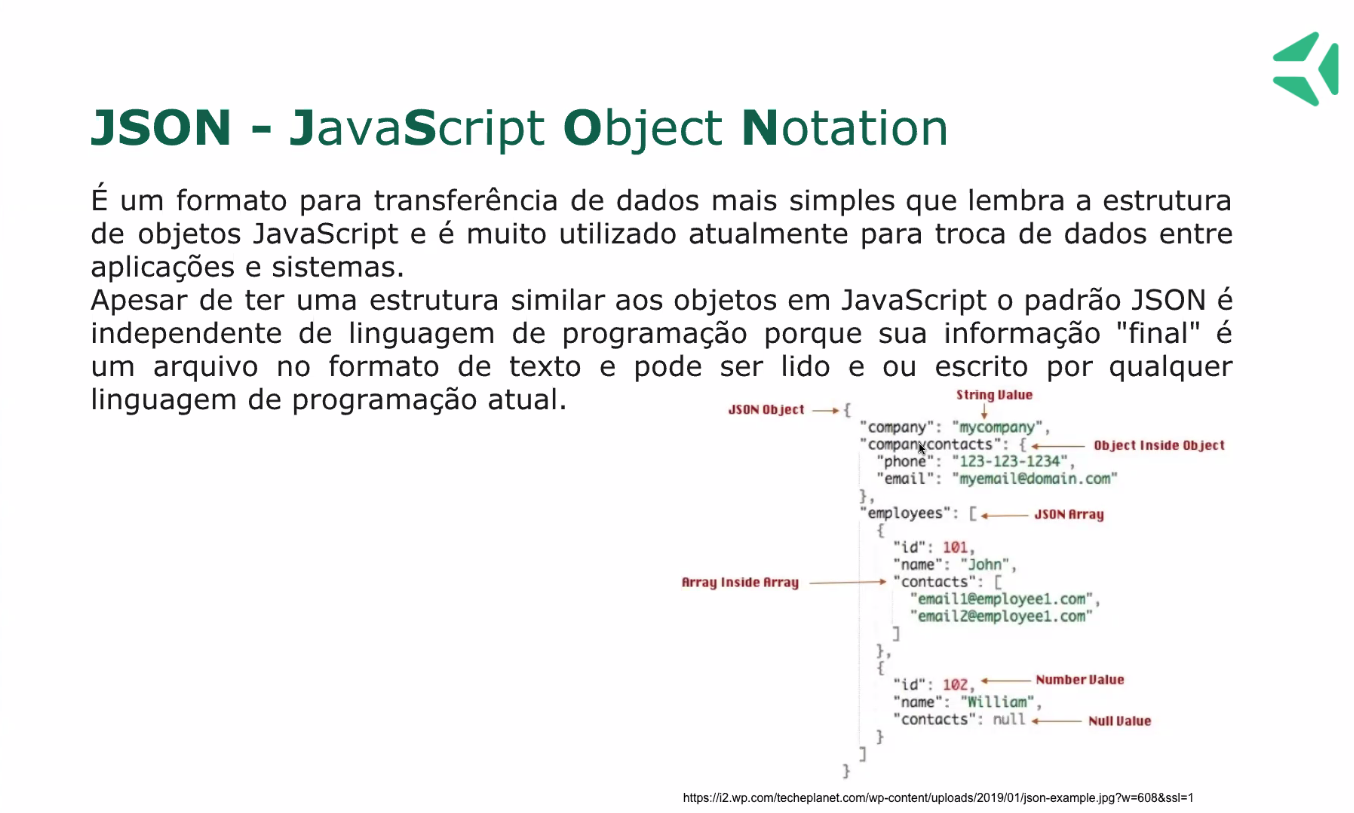 JSON - JavaScript Object Notation
É um formato para transferência de dados mais simples que lembra a estrutura
de objetos JavaScript e é muito utilizado atualmente para troca de dados entre
aplicações e sistemas.
Apesar de ter uma estrutura similar aos objetos em JavaScript o padrão JSON é
independente de linguagem de programação porque sua informação "final" é
um arquivo no formato de texto e pode ser lido e ou escrito por qualquer
linguagem de programação atual.
String Value
JSON Object {
"company": "mycompany",
"companycontacts": { Object Inside Object
"phone": "123-123-1234",
"email": "myemail@domain.com"
},
"employees": [ JSON Array
{
"id": 101,
"name": "John",
Array Inside Array "contacts": [
"email1@employee1.com",
"email2@employee1.com"
]
},
{
"id": 102, Number Value
"name": "William",
"contacts": null Null Value
}
]
}
https://i2.wp.com/techeplanet.com/wp-content/uploads/2019/01/json-example.jpg?w=608&ssl=1